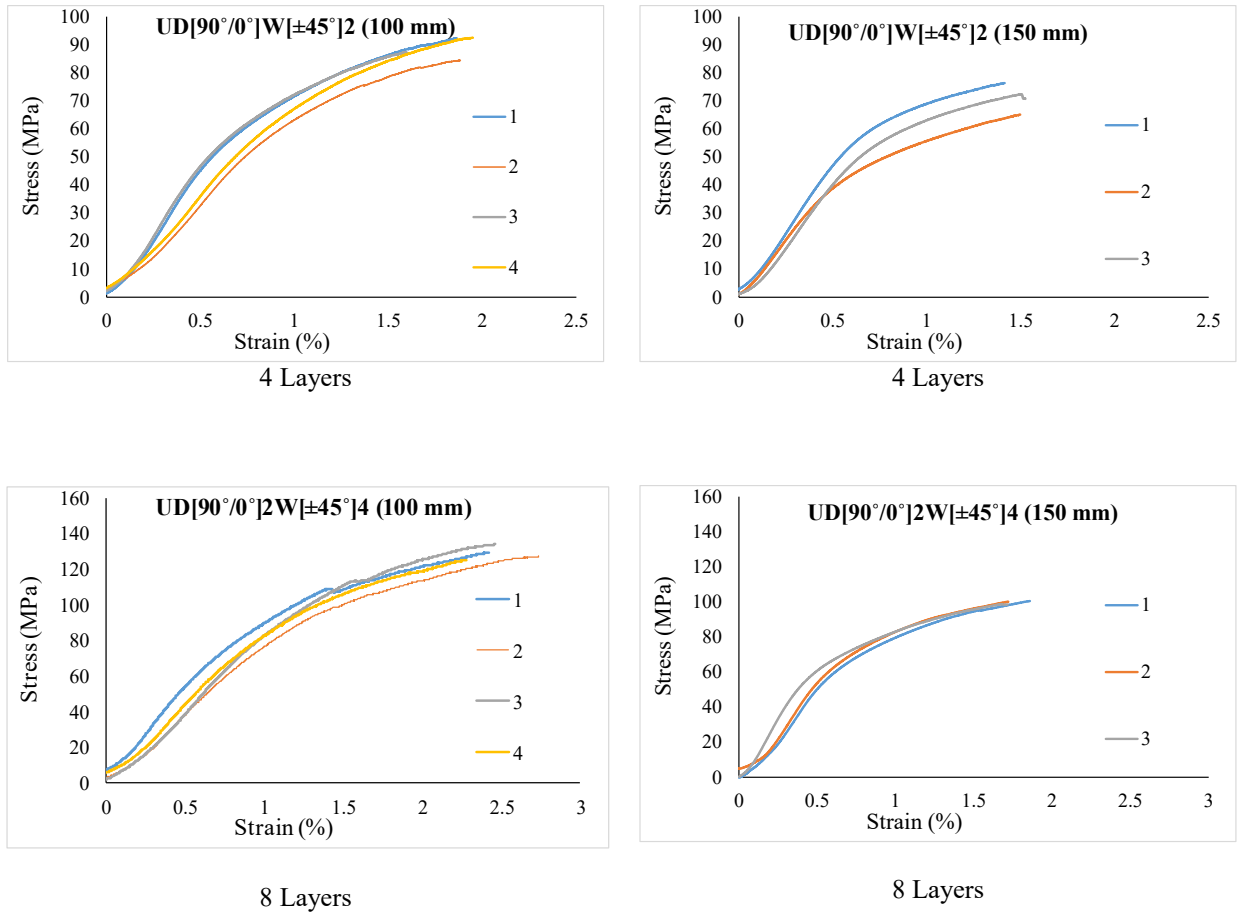 UD[90˚/0˚]W[±45˚]2 (100 mm)
Stress (MPa)
100
90
80
70
60
50
40
30
20
10
0
0 0.5 1 1.5 2 2.5
Strain (%)
1
2
3
4
4 Layers
UD[90˚/0˚]W[±45˚]2 (150 mm)
Stress (MPa)
100
90
80
70
60
50
40
30
20
10
0
0 0.5 1 1.5 2 2.5
Strain (%)
1
2
3
4 Layers
UD[90˚/0˚]2W[±45˚]4 (100 mm)
Stress (MPa)
160
140
120
100
80
60
40
20
0
0 0.5 1 1.5 2 2.5 3
Strain (%)
1
2
3
4
8 Layers
UD[90˚/0˚]2W[±45˚]4 (150 mm)
Stress (MPa)
160
140
120
100
80
60
40
20
0
0 0.5 1 1.5 2 2.5 3
Strain (%)
1
2
3
8 Layers